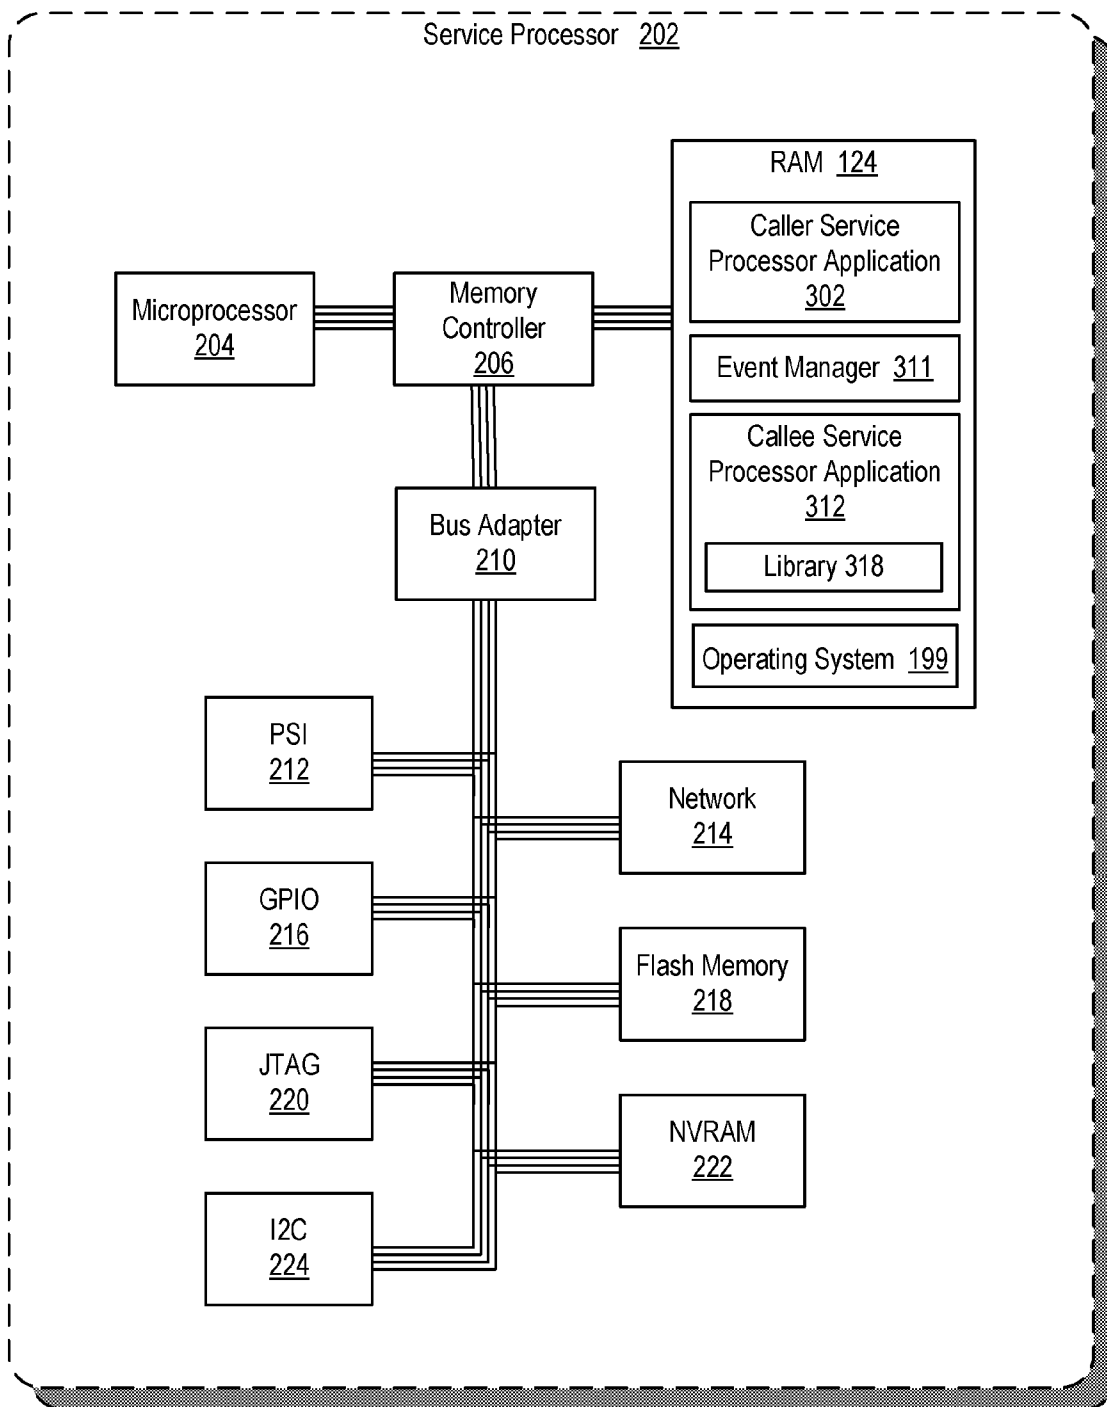 Service Processor 202
RAM 124
Caller Service
Processor Application
302
Microprocessor
204
Memory
Controller
206
Event Manager 311
Callee Service
Processor Application
312
Library 318
Bus Adapter
210
Operating System 199
PSI
212
Network
214
GPIO
216
Flash Memory
218
JTAG
220
NVRAM
222
I2C
224